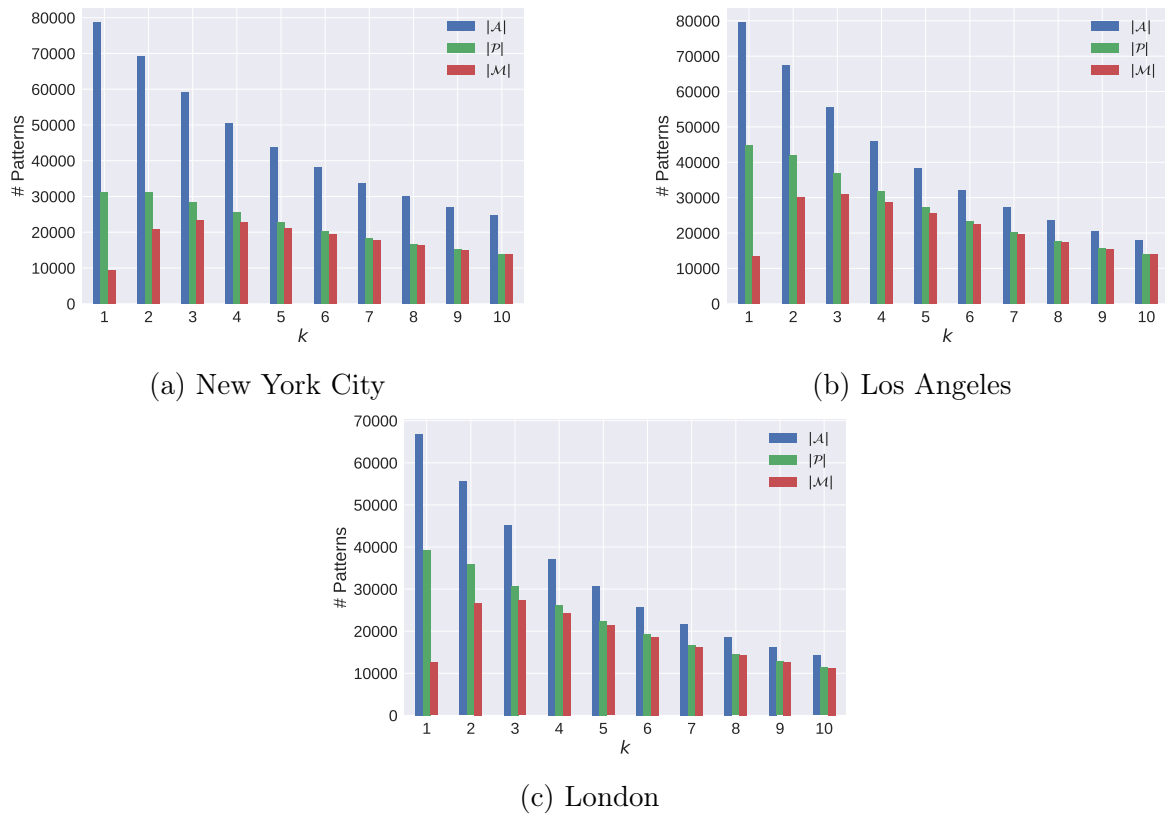 80000
70000
60000
50000
40000
30000
20000
10000
0
# Patterns
|𝒜|
|𝒫|
|ℳ|
1 2 3 4 5 6 7 8 9 10
k
(a) New York City
80000
70000
60000
50000
40000
30000
20000
10000
0
# Patterns
|𝒜|
|𝒫|
|ℳ|
1 2 3 4 5 6 7 8 9 10
k
(b) Los Angeles
70000
60000
50000
40000
30000
20000
10000
0
# Patterns
|𝒜|
|𝒫|
|ℳ|
1 2 3 4 5 6 7 8 9 10
k
(c) London